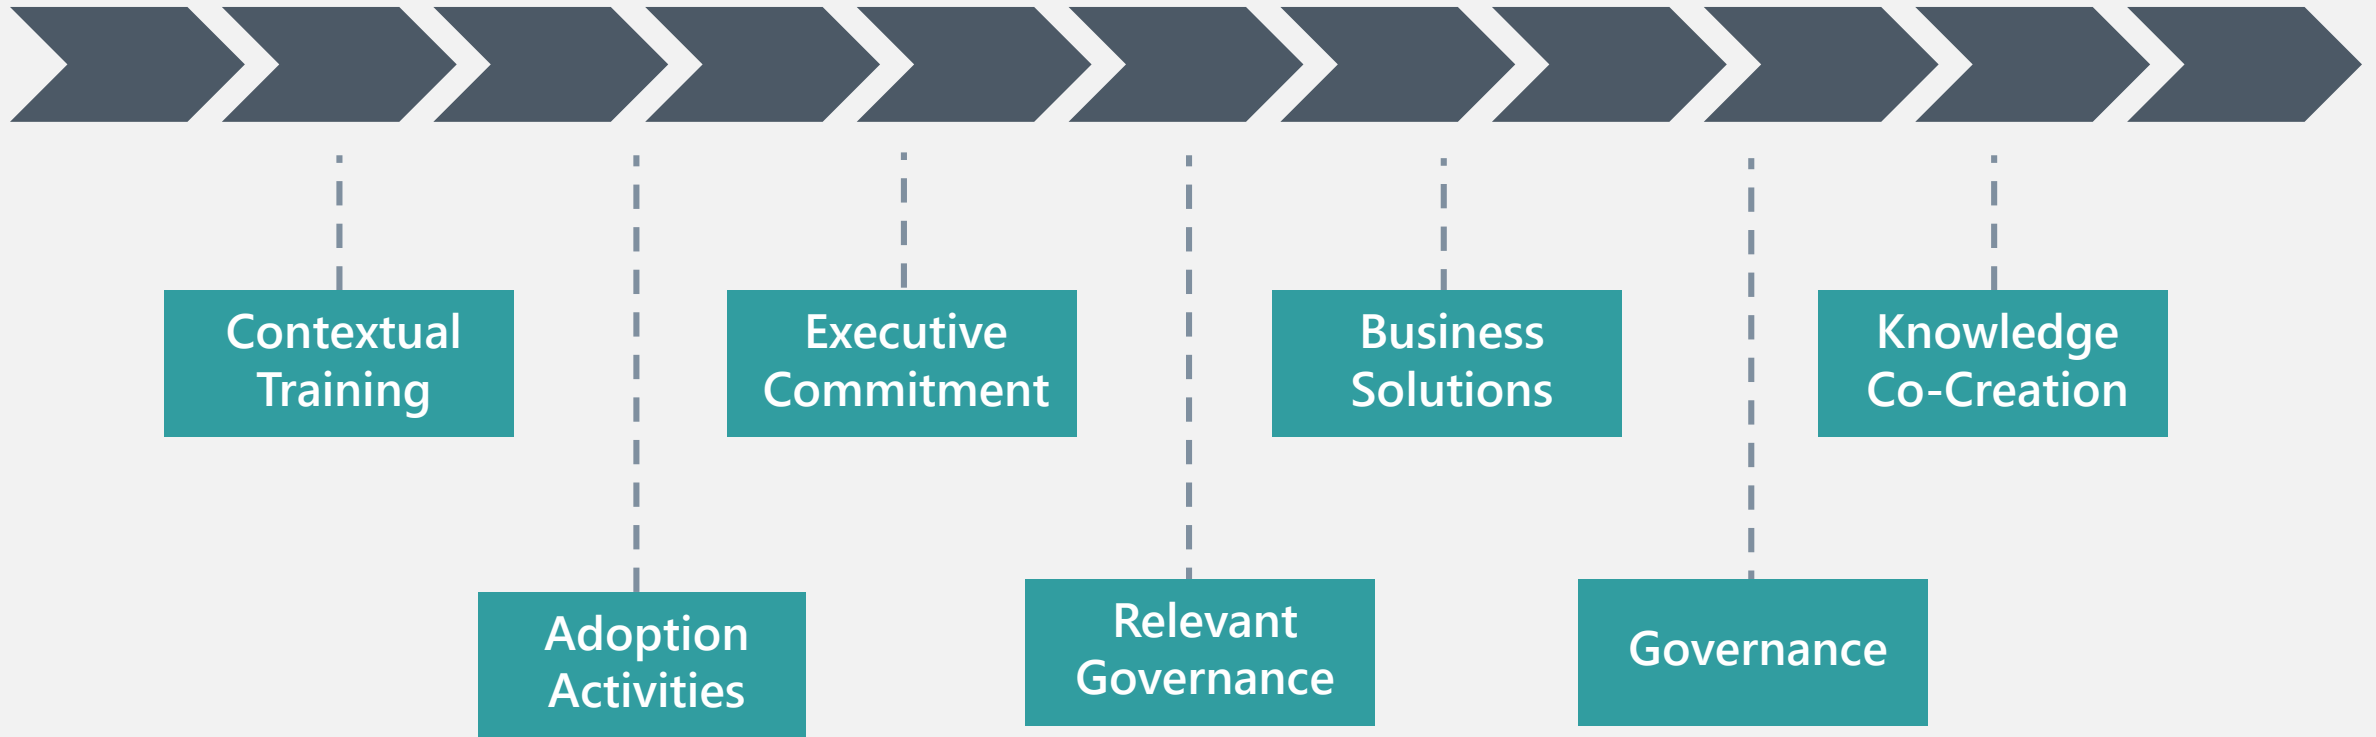 Contextual
Training
Executive
Commitment
Business
Solutions
Knowledge
Co-Creation
Adoption
Activities
Relevant
Governance
Governance